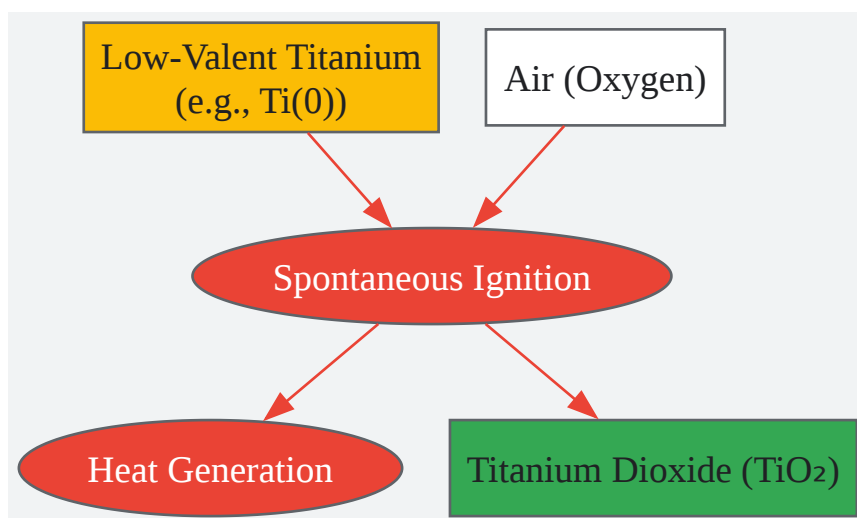 Low-Valent Titanium
(e.g., Ti(0))
Air (Oxygen)
Spontaneous Ignition
Heat Generation
Titanium Dioxide (TiO₂)